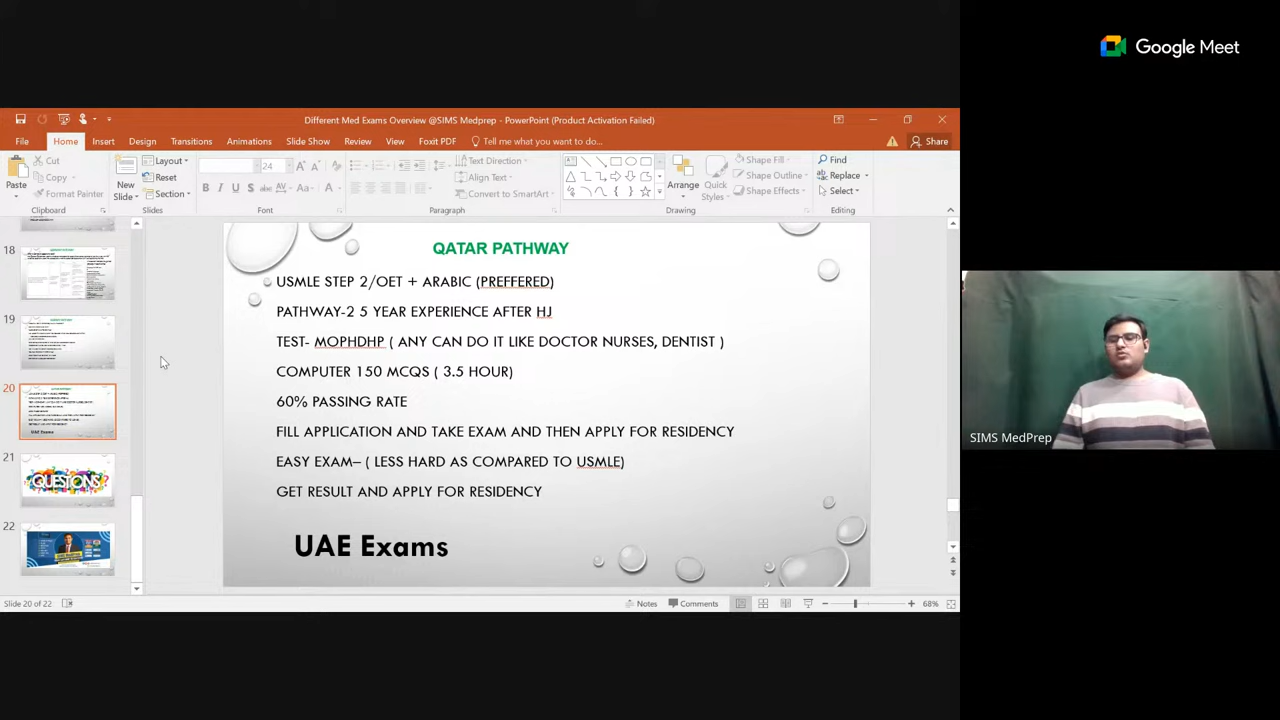 Google Meet
Different Med Exams Overview @SIMS Medprep - PowerPoint (Product Activation Failed)
File Home Insert Design Transitions Animations Slide Show Review View Foxit PDF Tell me what you want to do... Share
Cut
Copy
Format Painter
Paste
Clipboard
New
Slide
Layout
Reset
Section
Slides
24
B I U S abc AV Aa A
Font
Text Direction
Align Text
Convert to SmartArt
Paragraph
Arrange
Quick
Styles
Shape Fill
Shape Outline
Shape Effects
Drawing
Find
Replace
Select
Editing
18
19
20
UAE Exams
21
QUESTIONS
22
QATAR PATHWAY
USMLE STEP 2/OET + ARABIC (PREFFERED)
PATHWAY-2 5 YEAR EXPERIENCE AFTER HJ
TEST- MOPHDHP ( ANY CAN DO IT LIKE DOCTOR NURSES, DENTIST )
COMPUTER 150 MCQS ( 3.5 HOUR)
60% PASSING RATE
FILL APPLICATION AND TAKE EXAM AND THEN APPLY FOR RESIDENCY
EASY EXAM– ( LESS HARD AS COMPARED TO USMLE)
GET RESULT AND APPLY FOR RESIDENCY
UAE Exams
SIMS MedPrep
Slide 20 of 22
Notes Comments 68%